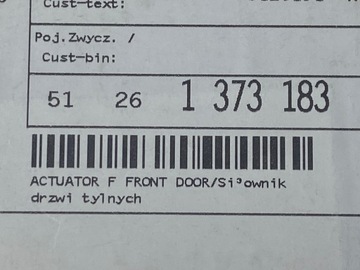 Cust-text:
Poj.Zwycz. /
Cust-bin:
51 26 1 373 183
ACTUATOR F FRONT DOOR/Si³ownik
drzwi tylnych